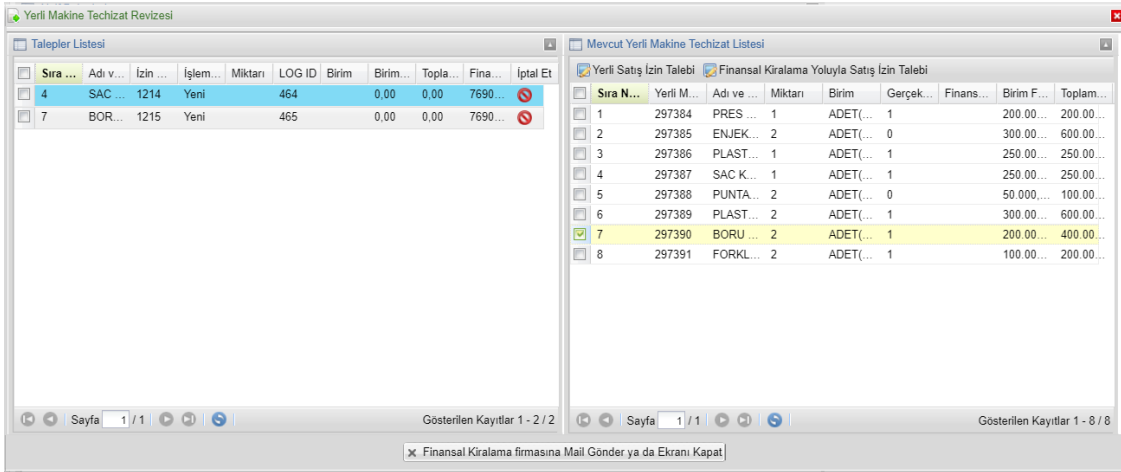 Yerli Makine Techizat Revizesi
Talepler Listesi
Sıra ... Adı v... İzin ... İşlem... Miktarı LOG ID Birim Birim... Topla... Fina... İptal Et
4 SAC ... 1214 Yeni 464 0,00 0,00 7690...
7 BOR... 1215 Yeni 465 0,00 0,00 7690...
Sayfa 1 / 1 Gösterilen Kayıtlar 1 - 2 / 2
Mevcut Yerli Makine Techizat Listesi
Yerli Satış İzin Talebi Finansal Kiralama Yoluyla Satış İzin Talebi
Sıra N... Yerli M... Adı ve ... Miktarı Birim Gerçek... Finans... Birim F... Toplam...
1 297384 PRES ... 1 ADET(... 1 200.00... 200.00...
2 297385 ENJEK... 2 ADET(... 0 300.00... 600.00...
3 297386 PLAST... 1 ADET(... 1 250.00... 250.00...
4 297387 SAC K... 1 ADET(... 1 250.00... 250.00...
5 297388 PUNTA... 2 ADET(... 0 50.000,... 100.00...
6 297389 PLAST... 2 ADET(... 1 300.00... 600.00...
7 297390 BORU ... 2 ADET(... 1 200.00... 400.00...
8 297391 FORKL... 2 ADET(... 1 100.00... 200.00...
Sayfa 1 / 1 Gösterilen Kayıtlar 1 - 8 / 8
Finansal Kiralama firmasına Mail Gönder ya da Ekranı Kapat